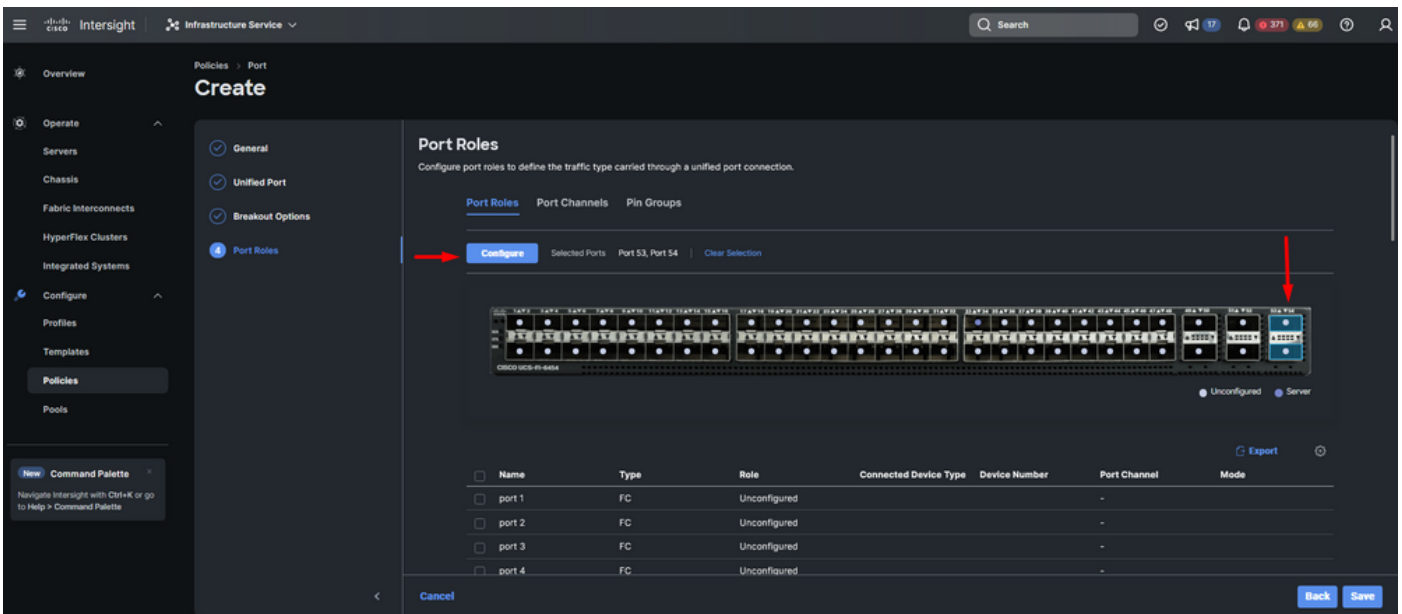 cisco Intersight
Infrastructure Service
Search
17
371
66
Overview
Operate
Servers
Chassis
Fabric Interconnects
HyperFlex Clusters
Integrated Systems
Configure
Profiles
Templates
Policies
Pools
New Command Palette
Navigate Intersight with Ctrl+K or go
to Help > Command Palette
Policies > Port
Create
General
Unified Port
Breakout Options
4 Port Roles
Port Roles
Configure port roles to define the traffic type carried through a unified port connection.
Port Roles Port Channels Pin Groups
Configure Selected Ports Port 53, Port 54 | Clear Selection
CISCO UCS-FI-6454
Unconfigured Server
Export
Name Type Role Connected Device Type Device Number Port Channel Mode
port 1 FC Unconfigured -
port 2 FC Unconfigured -
port 3 FC Unconfigured -
port 4 FC Unconfigured -
Cancel Back Save